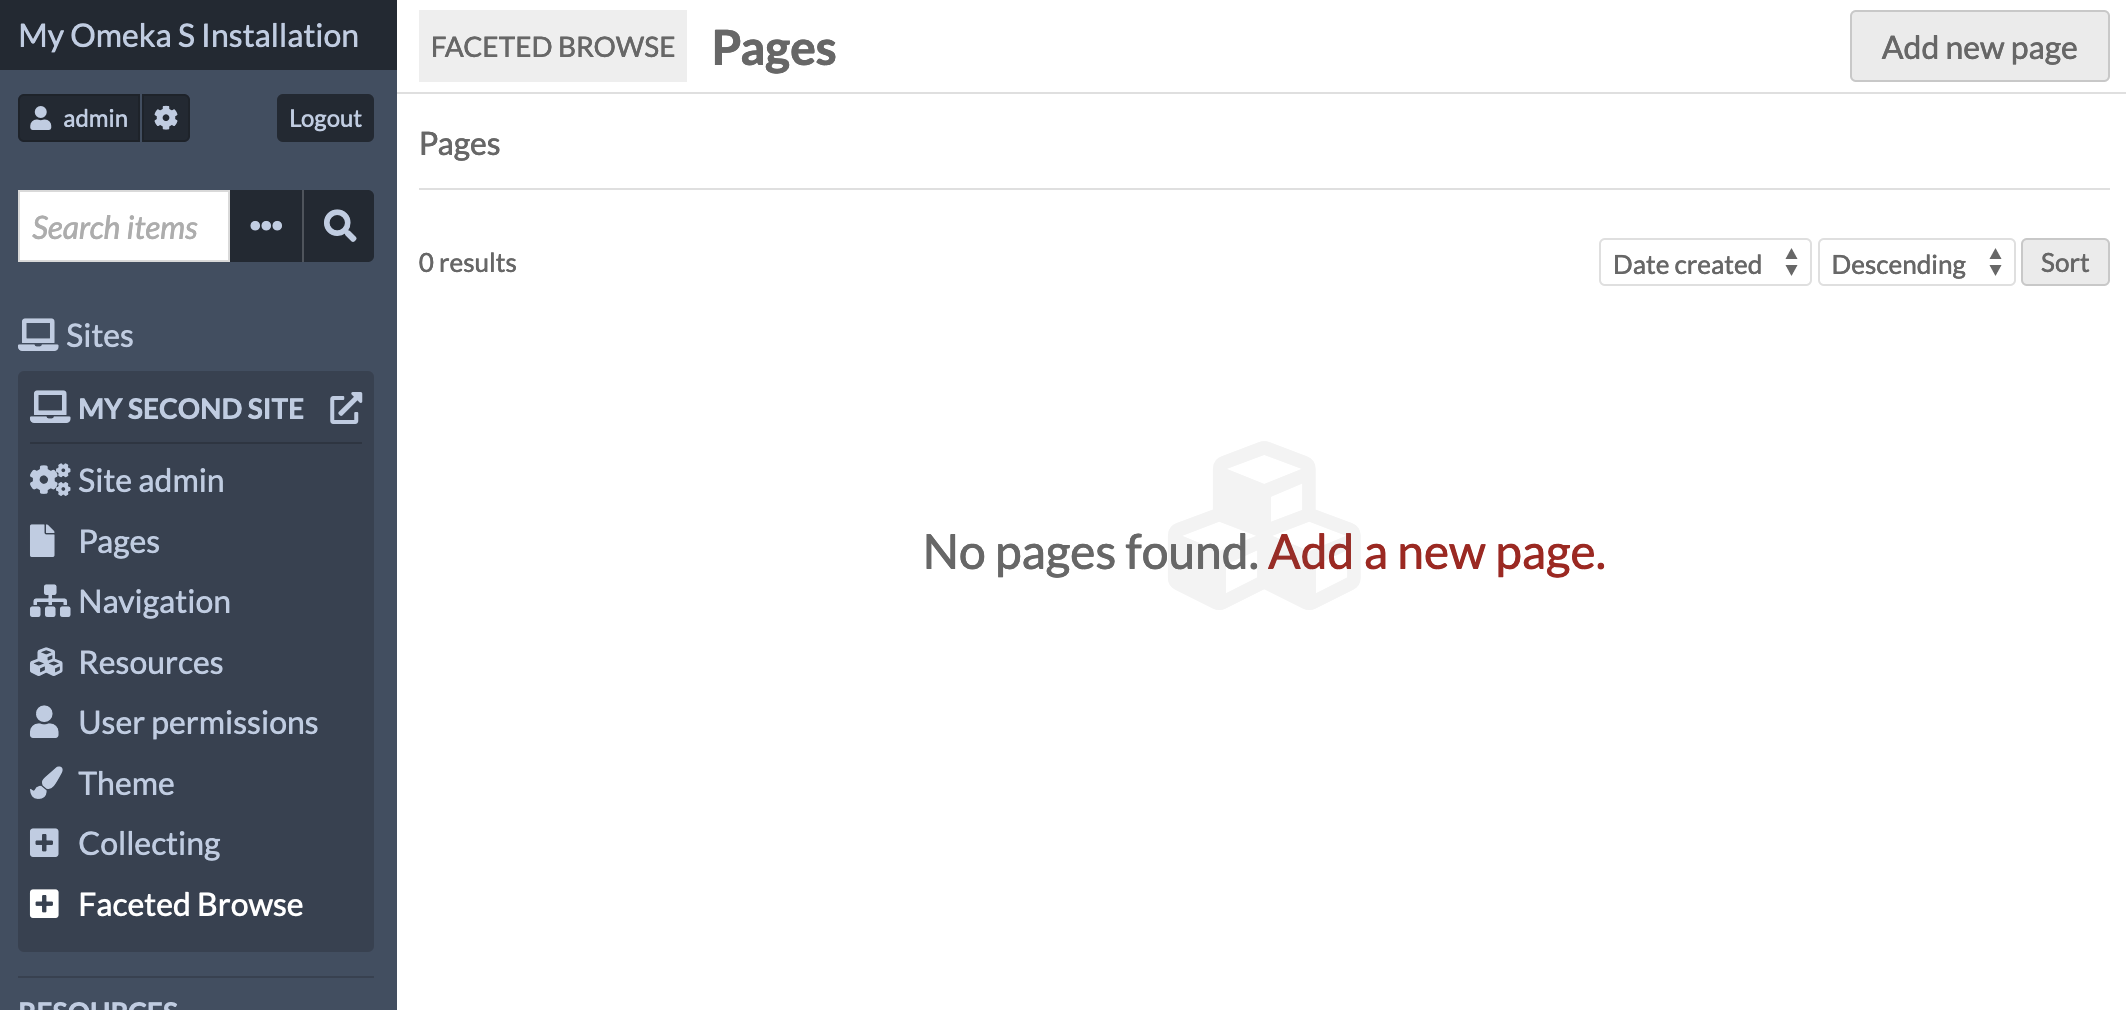 My Omeka S Installation
admin
Logout
Search items
Sites
MY SECOND SITE
Site admin
Pages
Navigation
Resources
User permissions
Theme
Collecting
Faceted Browse
RESOURCES
FACETED BROWSE Pages
Add new page
Pages
0 results
Date created Descending Sort
No pages found. Add a new page.